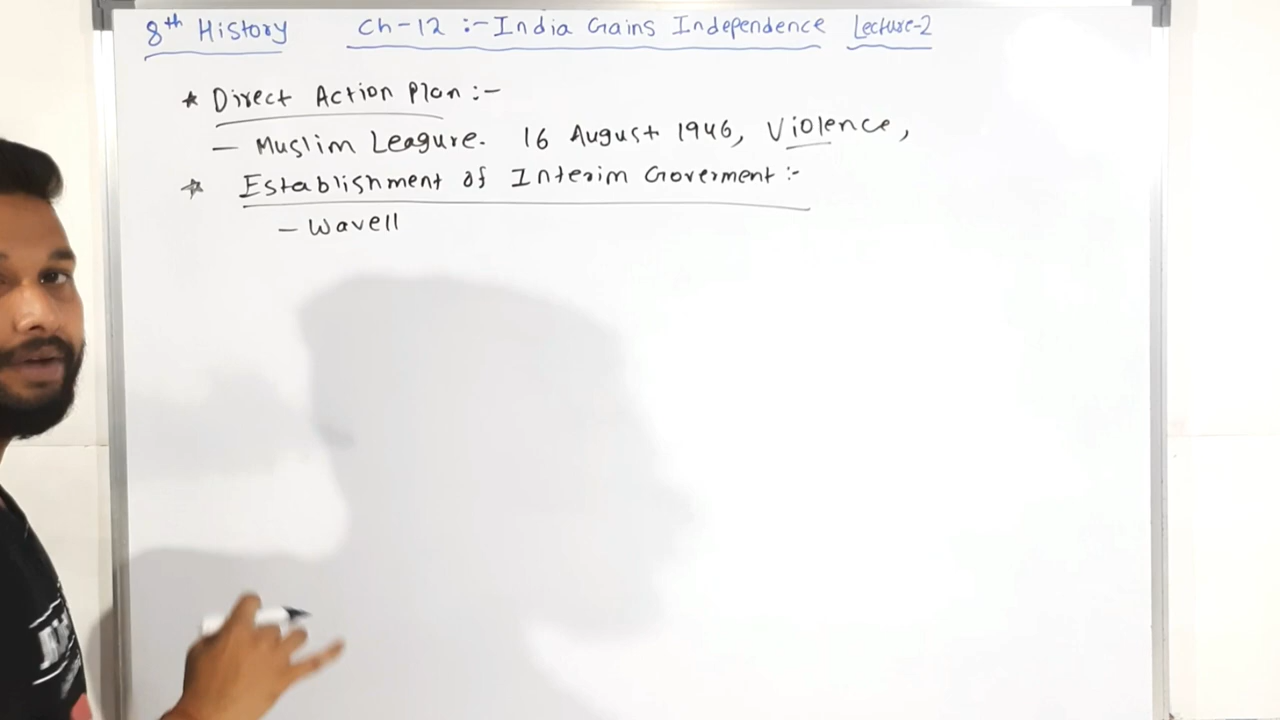 8th History Ch-12 :- India Gains Independence Lecture-2
* Direct Action Plan :-
- Muslim Leagure. 16 August 1946, Violence,
* Establishment of Interim Goverment :-
- Wavell